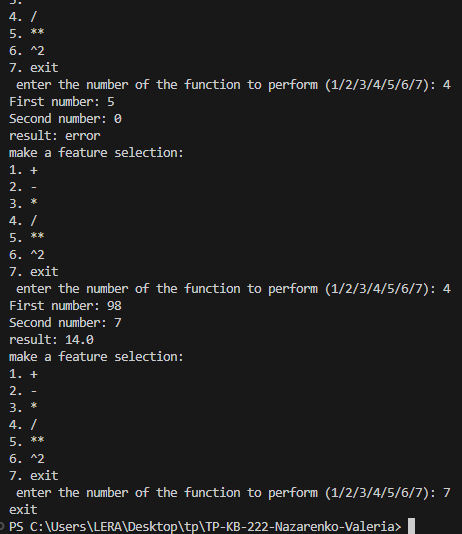 4. /
5. **
6. ^2
7. exit
 enter the number of the function to perform (1/2/3/4/5/6/7): 4
First number: 5
Second number: 0
result: error
make a feature selection:
1. +
2. -
3. *
4. /
5. **
6. ^2
7. exit
 enter the number of the function to perform (1/2/3/4/5/6/7): 4
First number: 98
Second number: 7
result: 14.0
make a feature selection:
1. +
2. -
3. *
4. /
5. **
6. ^2
7. exit
 enter the number of the function to perform (1/2/3/4/5/6/7): 7
exit
PS C:\Users\LERA\Desktop\tp\TP-KB-222-Nazarenko-Valeria>